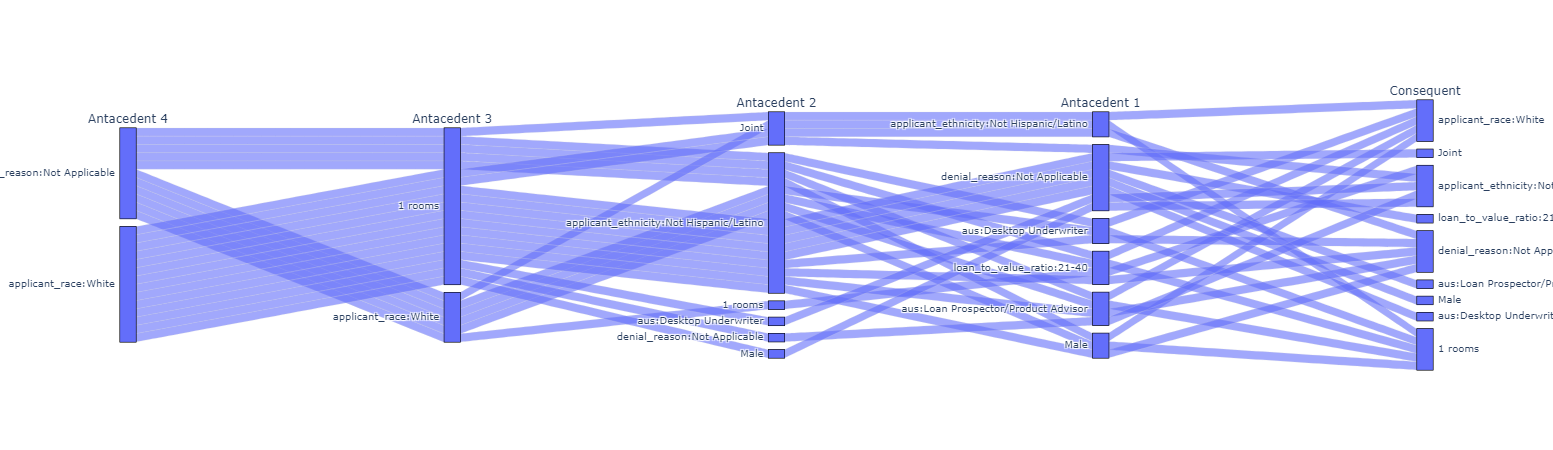 Antacedent 4
_reason:Not Applicable
applicant_race:White
Antacedent 3
1 rooms
applicant_race:White
Antacedent 2
Joint
applicant_ethnicity:Not Hispanic/Latino
1 rooms
aus:Desktop Underwriter
denial_reason:Not Applicable
Male
Antacedent 1
applicant_ethnicity:Not Hispanic/Latino
denial_reason:Not Applicable
aus:Desktop Underwriter
loan_to_value_ratio:21-40
aus:Loan Prospector/Product Advisor
Male
Consequent
applicant_race:White
Joint
applicant_ethnicity:Not
loan_to_value_ratio:21
denial_reason:Not App
aus:Loan Prospector/Pr
Male
aus:Desktop Underwrit
1 rooms